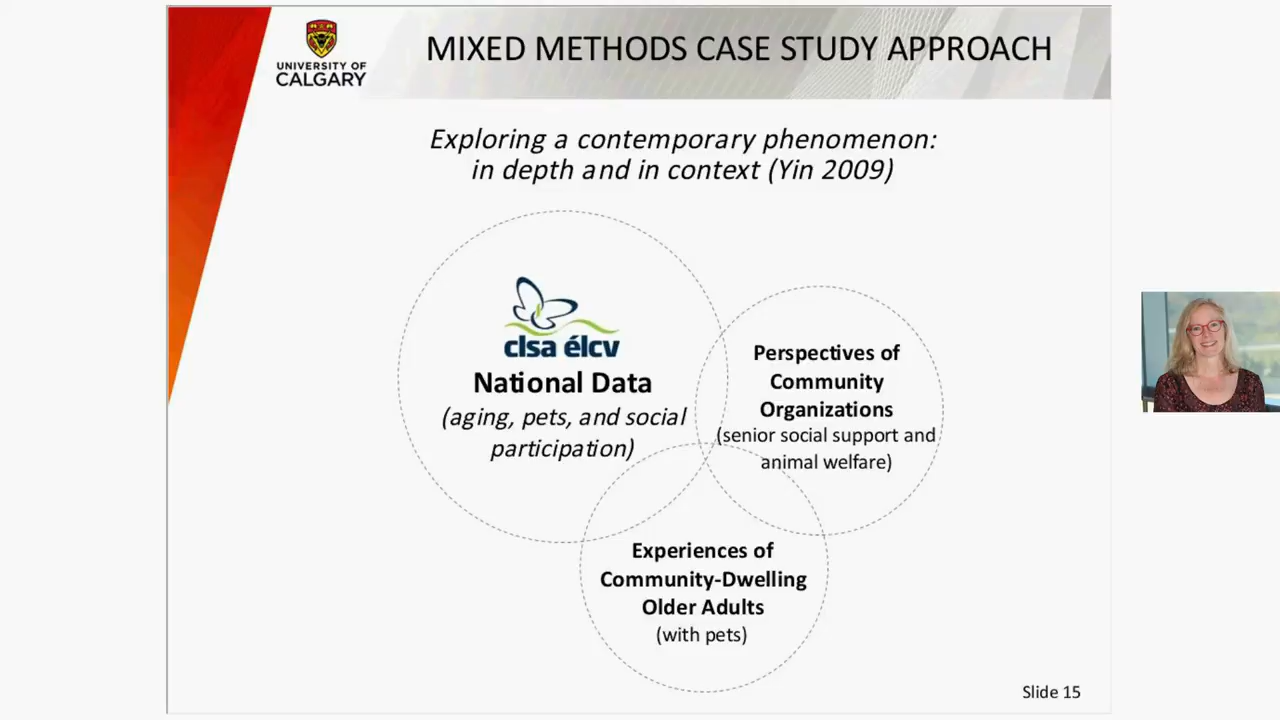 UNIVERSITY OF
CALGARY
MIXED METHODS CASE STUDY APPROACH
Exploring a contemporary phenomenon:
in depth and in context (Yin 2009)
clsa élcv
National Data
(aging, pets, and social
participation)
Perspectives of
Community
Organizations
(senior social support and
animal welfare)
Experiences of
Community-Dwelling
Older Adults
(with pets)
Slide 15